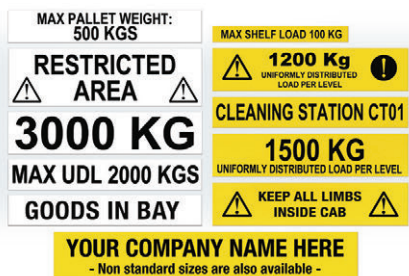 MAX PALLET WEIGHT:
500 KGS
RESTRICTED
AREA
3000 KG
MAX UDL 2000 KGS
GOODS IN BAY
MAX SHELF LOAD 100 KG
1200 Kg
UNIFORMLY DISTRIBUTED
LOAD PER LEVEL
CLEANING STATION CT01
1500 KG
UNIFORMLY DISTRIBUTED LOAD PER LEVEL
KEEP ALL LIMBS
INSIDE CAB
YOUR COMPANY NAME HERE
- Non standard sizes are also available -